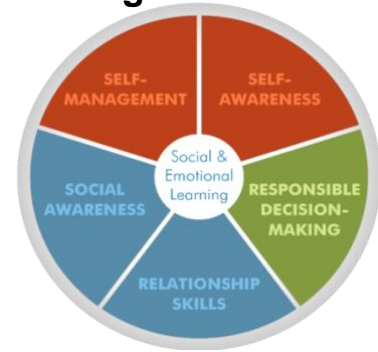 g
SELF-
MANAGEMENT
SELF-
AWARENESS
Social &
Emotional
Learning
SOCIAL
AWARENESS
RESPONSIBLE
DECISION-
MAKING
RELATIONSHIP
SKILLS